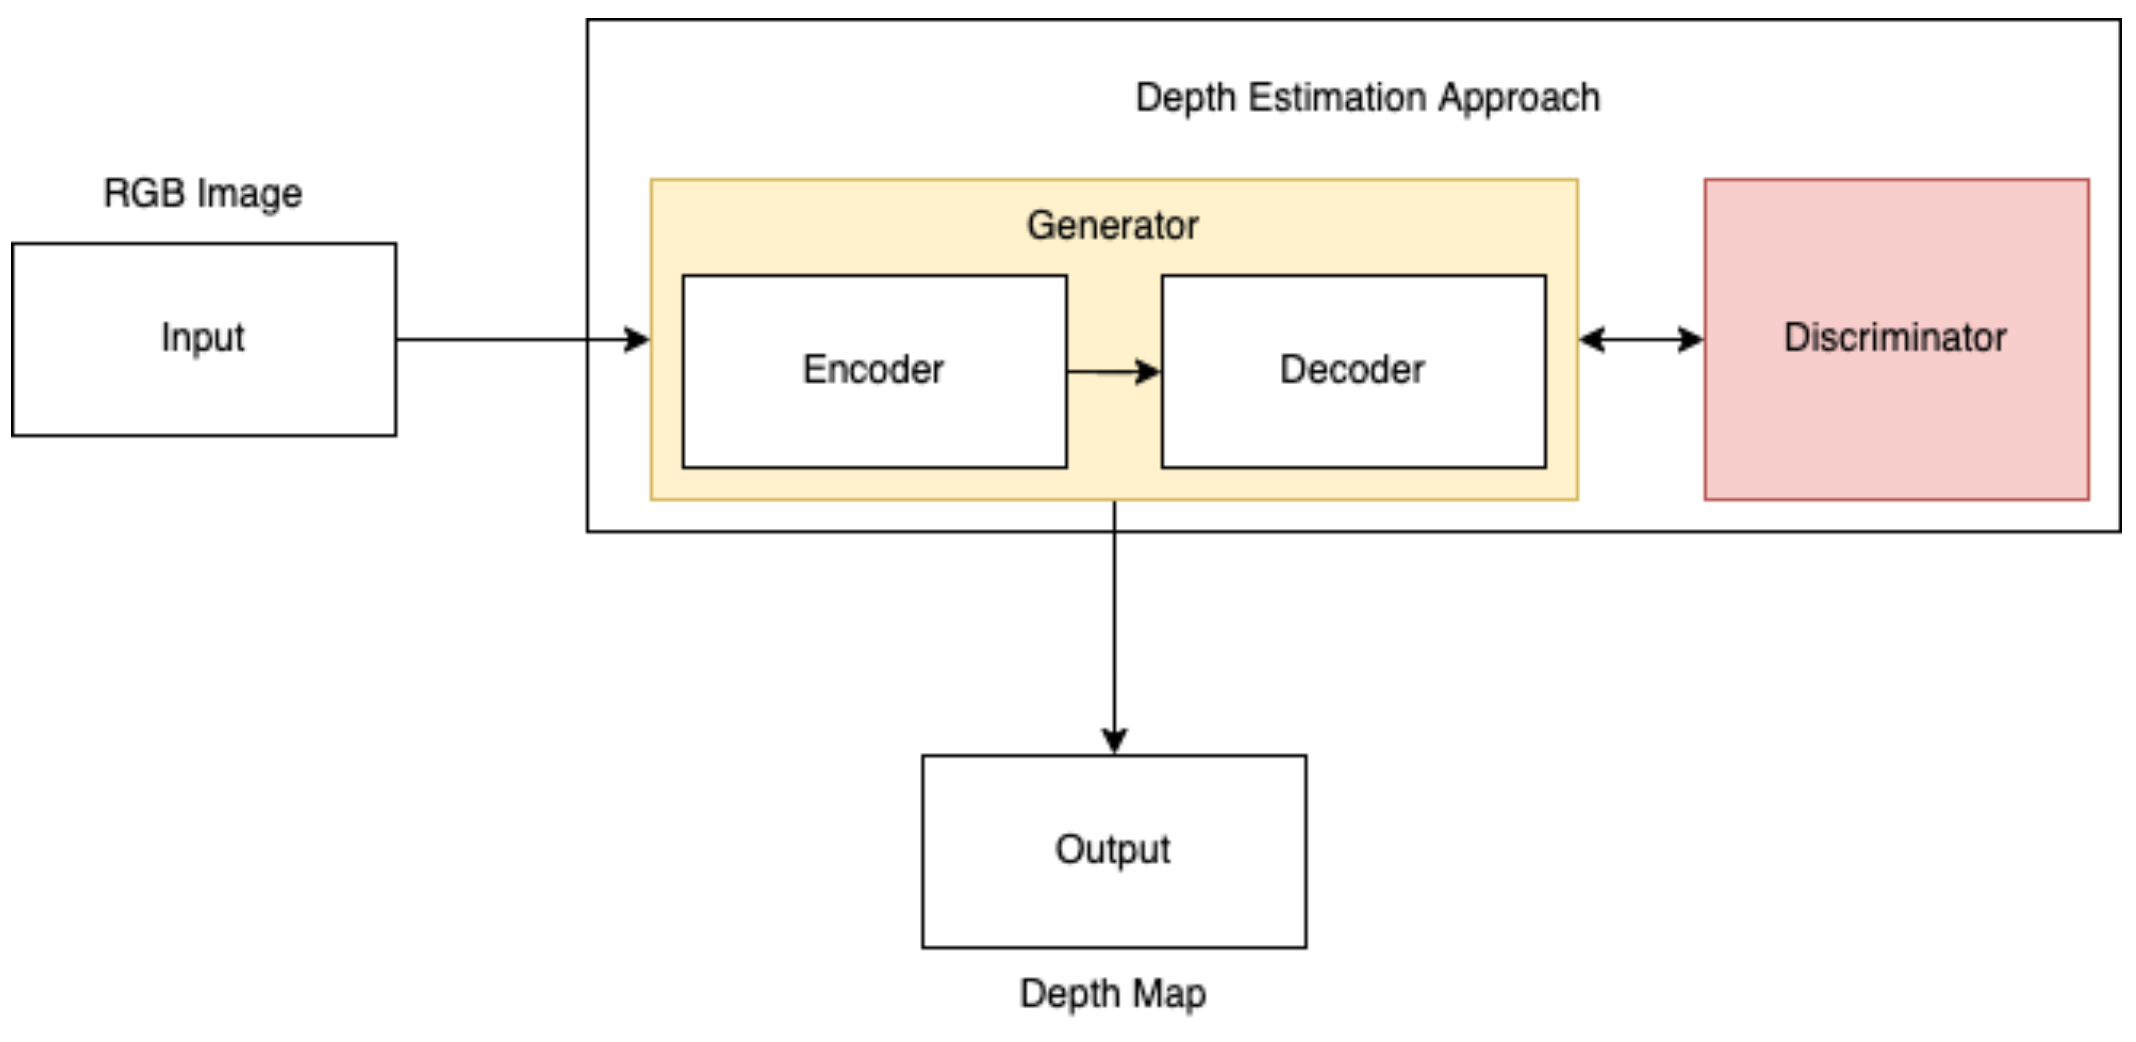 Depth Estimation Approach
RGB Image
Input
Generator
Encoder
Decoder
Discriminator
Output
Depth Map